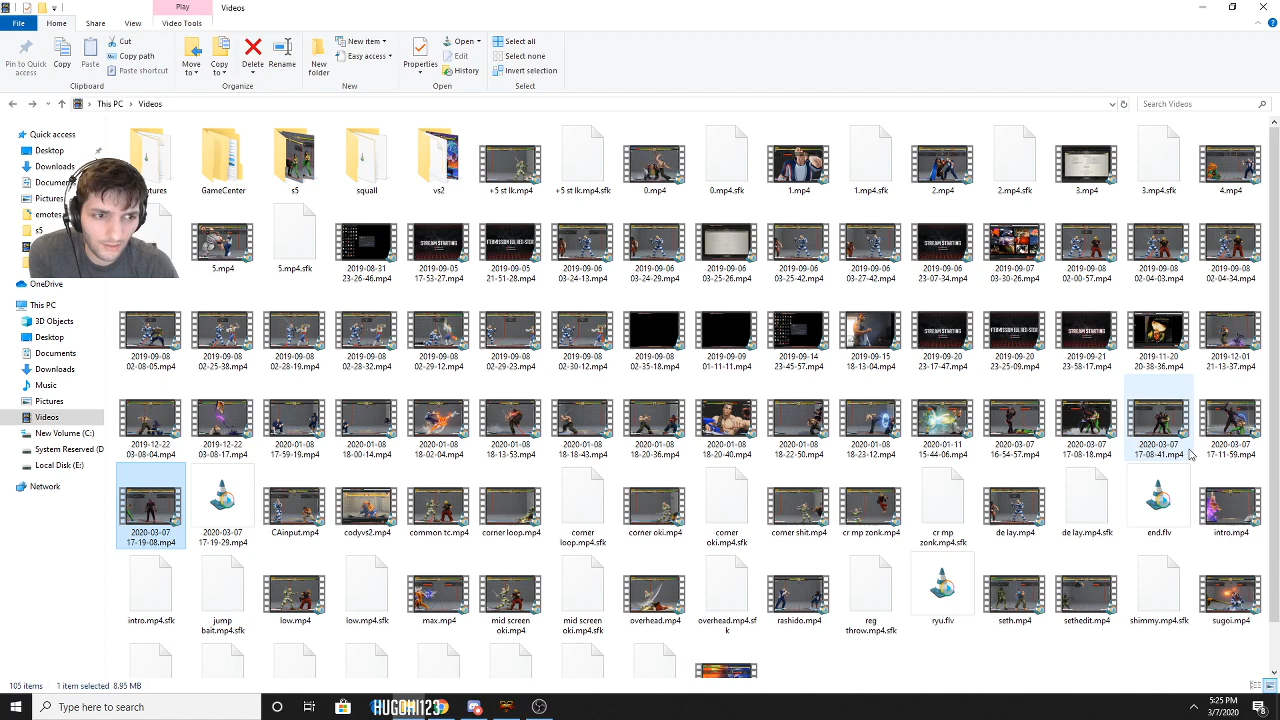 Play
Videos
File
Home
Share
View
Video Tools
Pin to Quick access
Copy
Paste
Cut
Copy path
Paste shortcut
Clipboard
Move to
Copy to
Delete
Rename
Organize
New folder
New item
Easy access
New
Properties
Open
Edit
History
Open
Select all
Select none
Invert selection
Select
This PC
Videos
Search Videos
Quick access
Desktop
Downloads
Documents
Pictures
emotes
s5
OneDrive
This PC
3D Objects
Desktop
Documents
Downloads
Music
Pictures
Videos
New Volume (C:)
System Reserved (D
Local Disk (E:)
Network
GameCenter
s5
squall
vs2
+5 st lk.mp4
+5 st lk.mp4.sfk
0.mp4
0.mp4.sfk
1.mp4
1.mp4.sfk
2.mp4
2.mp4.sfk
3.mp4
3.mp4.sfk
4.mp4
5.mp4
5.mp4.sfk
2019-08-31 23-26-46.mp4
2019-09-05 17-53-27.mp4
2019-09-05 21-51-28.mp4
2019-09-06 03-24-13.mp4
2019-09-06 03-24-29.mp4
2019-09-06 03-25-26.mp4
2019-09-06 03-25-42.mp4
2019-09-06 03-27-42.mp4
2019-09-06 23-07-34.mp4
2019-09-07 03-30-26.mp4
2019-09-08 02-00-57.mp4
2019-09-08 02-04-03.mp4
2019-09-08 02-04-34.mp4
2019-09-08 02-08-05.mp4
2019-09-08 02-25-38.mp4
2019-09-08 02-28-19.mp4
2019-09-08 02-28-32.mp4
2019-09-08 02-29-12.mp4
2019-09-08 02-29-23.mp4
2019-09-08 02-30-12.mp4
2019-09-08 02-35-18.mp4
2019-09-09 01-11-11.mp4
2019-09-14 23-45-57.mp4
2019-09-15 18-13-04.mp4
2019-09-20 23-17-47.mp4
2019-09-20 23-25-09.mp4
2019-09-21 23-58-17.mp4
2019-11-20 20-38-36.mp4
2019-12-01 21-13-37.mp4
2019-12-22 03-08-04.mp4
2019-12-22 03-08-17.mp4
2020-01-08 17-59-19.mp4
2020-01-08 18-00-14.mp4
2020-01-08 18-02-04.mp4
2020-01-08 18-13-50.mp4
2020-01-08 18-18-43.mp4
2020-01-08 18-20-36.mp4
2020-01-08 18-20-40.mp4
2020-01-08 18-22-50.mp4
2020-01-08 18-23-12.mp4
2020-01-11 15-44-06.mp4
2020-03-07 16-54-57.mp4
2020-03-07 17-08-18.mp4
2020-03-07 17-08-41.mp4
2020-03-07 17-11-59.mp4
2020-03-07 17-19-08.mp4
2020-03-07 17-19-29.mp4
CAinput.mp4
codyvs2.mp4
common tc.mp4
corner loop.mp4
corner loop.mp4.sfk
corner oki.mp4
corner oki.mp4.sfk
corner shit.mp4
cr mp zonk.mp4
cr mp zonk.mp4.sfk
de lay.mp4
de lay.mp4.sfk
end.flv
intro.mp4
intro.mp4.sfk
jump bait.mp4.sfk
low.mp4
low.mp4.sfk
max.mp4
mid screen oki.mp4
mid screen oki.mp4.sfk
overhead.mp4
overhead.mp4.sfk
rashido.mp4
reg throw.mp4.sfk
ryu.flv
seth.mp4
sethedit.mp4
shimmy.mp4.sfk
sugoi.mp4
105 items
1 item selected 8.95 MB
Type here to search
HUGOHI123
5:25 PM
3/7/2020